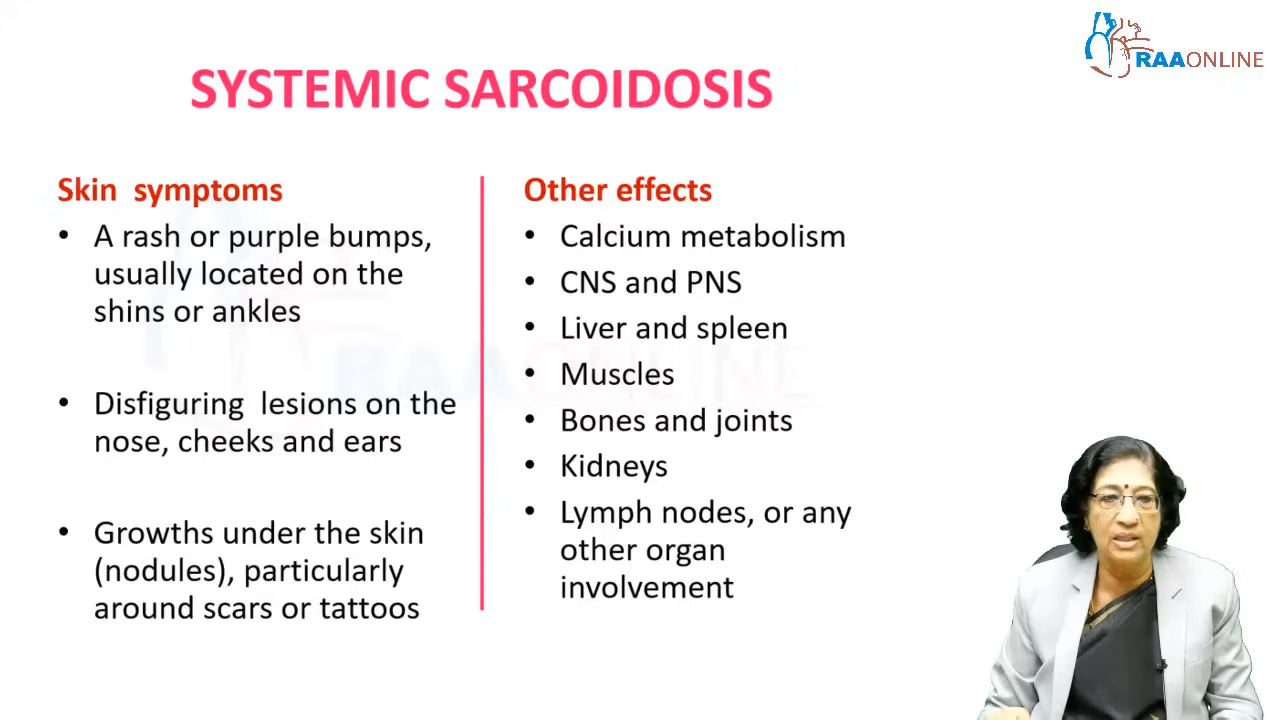 RAAONLINE
SYSTEMIC SARCOIDOSIS
Skin symptoms
• A rash or purple bumps,
usually located on the
shins or ankles
• Disfiguring lesions on the
nose, cheeks and ears
• Growths under the skin
(nodules), particularly
around scars or tattoos
Other effects
• Calcium metabolism
• CNS and PNS
• Liver and spleen
• Muscles
• Bones and joints
• Kidneys
• Lymph nodes, or any
other organ
involvement
RAAONLINE